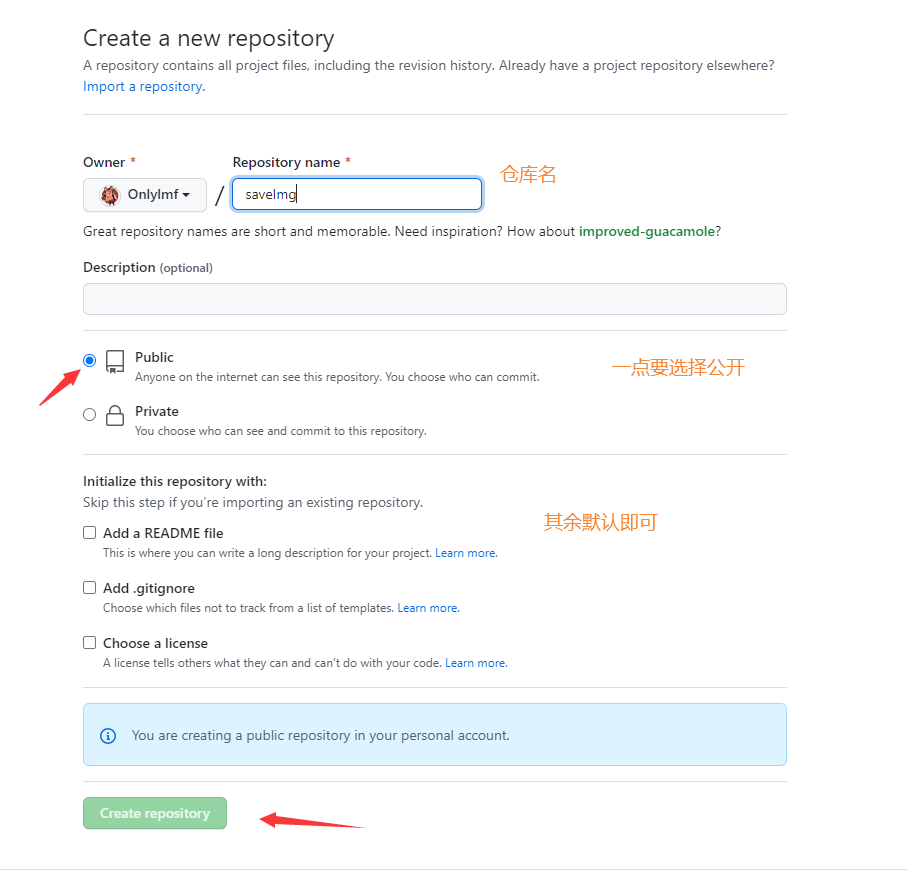 Create a new repository
A repository contains all project files, including the revision history. Already have a project repository elsewhere?
Import a repository.
Owner *
Repository name *
仓库名
Onlylmf
/
saveImg
Great repository names are short and memorable. Need inspiration? How about improved-guacamole?
Description (optional)
Public
Anyone on the internet can see this repository. You choose who can commit.
一点要选择公开
Private
You choose who can see and commit to this repository.
Initialize this repository with:
Skip this step if you're importing an existing repository.
其余默认即可
Add a README file
This is where you can write a long description for your project. Learn more.
Add .gitignore
Choose which files not to track from a list of templates. Learn more.
Choose a license
A license tells others what they can and can't do with your code. Learn more.
You are creating a public repository in your personal account.
Create repository